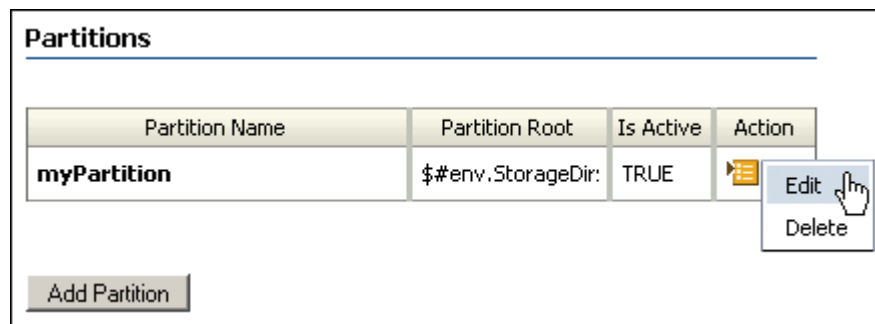 Partitions
Partition Name Partition Root Is Active Action
myPartition $#env.StorageDir: TRUE
Edit
Delete
Add Partition